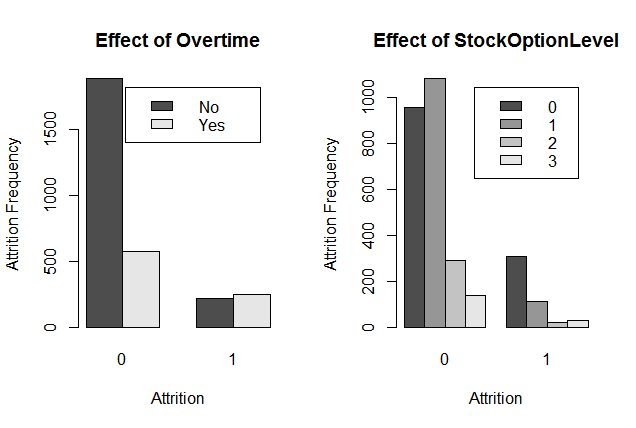 Effect of Overtime
Attrition Frequency
0
500
1000
1500
No
Yes
0
1
Attrition
Effect of StockOptionLevel
Attrition Frequency
0
200
400
600
800
1000
0
1
2
3
0
1
Attrition